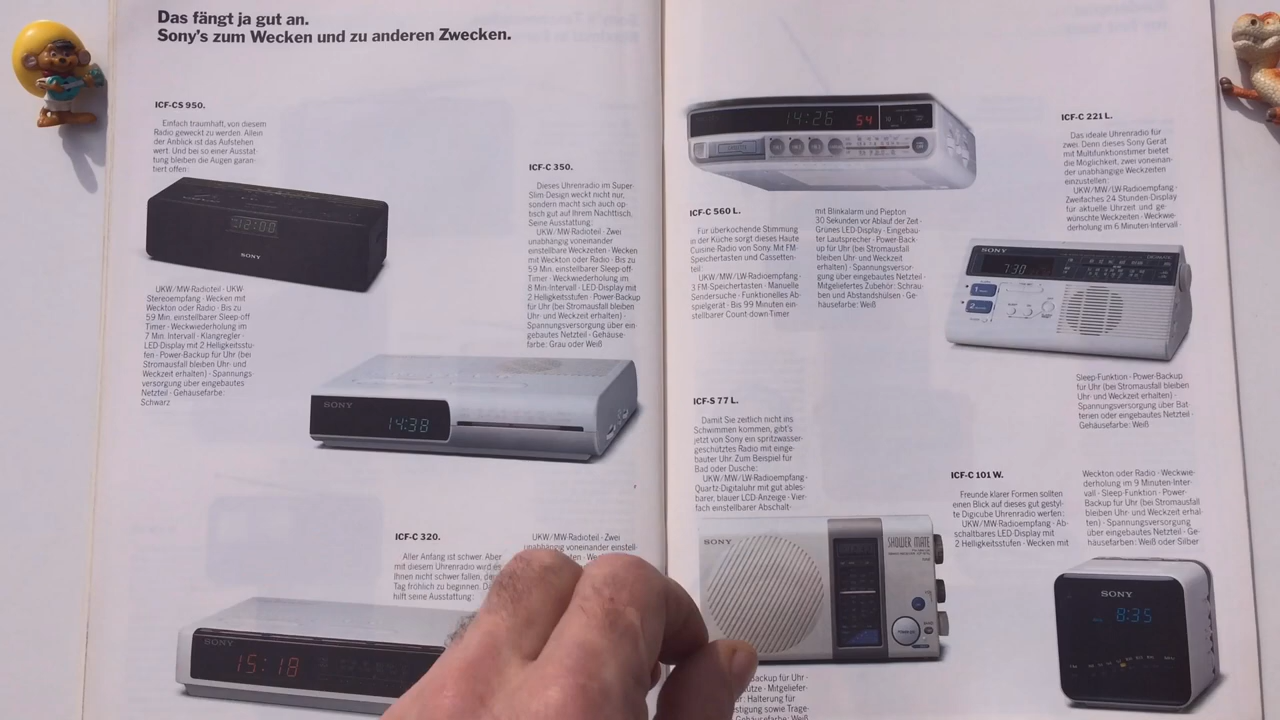 Das fängt ja gut an.
Sony's zum Wecken und zu anderen Zwecken.
ICF-CS 950.
Einfach traumhaft, von diesem
Radio geweckt zu werden. Allein
der Anblick ist das Aufstehen
wert. Und bei so einer Ausstat-
tung bleiben die Augen garan-
tiert offen:
12:00
SONY
UKW/MW-Radioteil · UKW
Stereoempfang · Wecken mit
Weckton oder Radio · Bis zu
59 Min. einstellbarer Sleep-off
Timer · Weckwiederholung im
7 Min. Intervall · Klangregler ·
LED-Display mit 2 Helligkeitsstu-
fen · Power-Backup für Uhr (bei
Stromausfall bleiben Uhr- und
Weckzeit erhalten) · Spannungs-
versorgung über eingebautes
Netzteil · Gehäusefarbe:
Schwarz
ICF-C 350.
Dieses Uhrenradio im Super
Slim-Design weckt nicht nur,
sondern macht sich auch op-
tisch gut auf Ihrem Nachttisch.
Seine Ausstattung:
UKW/MW-Radioteil · Zwei
unabhängig voneinander
einstellbare Weckzeiten · Wecken
mit Weckton oder Radio · Bis zu
59 Min. einstellbarer Sleep-off-
Timer · Weckwiederholung im
8 Min Intervall · LED-Display mit
2 Helligkeitsstufen · Power-Backup
für Uhr (bei Stromausfall bleiben
Uhr- und Weckzeit erhalten) ·
Spannungsversorgung über ein-
gebautes Netzteil · Gehäuse-
farbe: Grau oder Weiß
SONY
14:38
ICF-C 320.
Aller Anfang ist schwer. Aber
mit diesem Uhrenradio wird es
Ihnen nicht schwer fallen, den
Tag fröhlich zu beginnen. Da
hilft seine Ausstattung:
UKW/MW-Radioteil · Zwei
unabhängig voneinander einstell-
SONY
15:18
14:26
54
ICF-C 560 L.
Für überkochende Stimmung
in der Küche sorgt dieses Haute
Cuisine Radio von Sony. Mit FM-
Speichertasten und Cassetten-
teil:
UKW/MW/LW-Radioempfang ·
3 FM-Speichertasten · Manuelle
Sendersuche · Funktionelles Ab-
spielgerät · Bis 99 Minuten ein-
stellbarer Count-down Timer
mit Blinkalarm und Piepton
30 Sekunden vor Ablauf der Zeit ·
Grünes LED-Display · Eingebau-
ter Lautsprecher · Power Back-
up für Uhr (bei Stromausfall
bleiben Uhr- und Weckzeit
erhalten) · Spannungsversor-
gung über eingebautes Netzteil ·
Mitgeliefertes Zubehör: Schrau-
ben und Abstandshülsen · Ge-
häusefarbe: Weiß
ICF-C 221 L.
Das ideale Uhrenradio für
zwei. Denn dieses Sony Gerät
mit Multifunktionstimer bietet
die Möglichkeit, zwei voneinan-
der unabhängige Weckzeiten
einzustellen:
UKW/MW/LW-Radioempfang ·
Zweifaches 24 Stunden-Display
für aktuelle Uhrzeit und ge-
wünschte Weckzeiten · Weckwie-
derholung im 6 Minuten Intervall ·
SONY
7:30
Sleep-Funktion · Power-Backup
für Uhr (bei Stromausfall bleiben
Uhr- und Weckzeit erhalten) ·
Spannungsversorgung über Bat-
terien oder eingebautes Netzteil ·
Gehäusefarbe: Weiß
ICF-S 77 L.
Damit Sie zeitlich nicht ins
Schwimmen kommen, gibt's
jetzt von Sony ein spritzwasser-
geschütztes Radio mit einge-
bauter Uhr. Zum Beispiel für
Bad oder Dusche:
UKW/MW/LW-Radioempfang ·
Quartz-Digitaluhr mit gut ables-
barer, blauer LCD-Anzeige · Vier-
fach einstellbarer Abschalt-
SONY
SHOWER MATE
Backup für Uhr ·
Mitgeliefer-
Halterung für
sowie Trage-
Gehäusefarbe: Weiß
ICF-C 101 W.
Freunde klarer Formen sollten
einen Blick auf dieses gut gestyl-
te Digicube Uhrenradio werfen:
UKW/MW-Radioempfang · Ab-
schaltbares LED-Display mit
2 Helligkeitsstufen · Wecken mit
Weckton oder Radio · Weckwie-
derholung im 9 Minuten-Inter-
vall · Sleep-Funktion · Power-
Backup für Uhr (bei Stromausfall
bleiben Uhr- und Weckzeit erhal-
ten) · Spannungsversorgung
über eingebautes Netzteil · Ge-
häusefarben: Weiß oder Silber
SONY
8:35